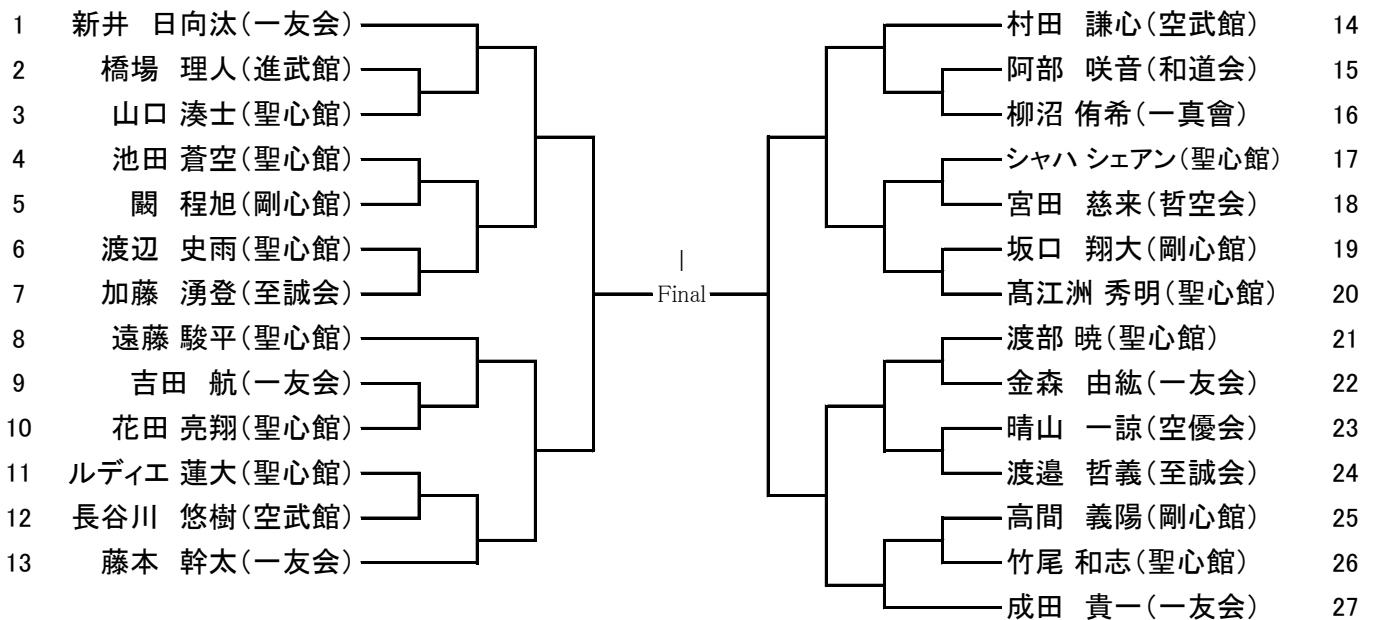 1 新井 日向汰(一友会)
2 橋場 理人(進武館)
3 山口 湊士(聖心館)
4 池田 蒼空(聖心館)
5 闞 程旭(剛心館)
6 渡辺 史雨(聖心館)
7 加藤 湧登(至誠会)
8 遠藤 駿平(聖心館)
9 吉田 航(一友会)
10 花田 亮翔(聖心館)
11 ルディエ 蓮大(聖心館)
12 長谷川 悠樹(空武館)
13 藤本 幹太(一友会)
Final
村田 謙心(空武館) 14
阿部 咲音(和道会) 15
柳沼 侑希(一真會) 16
シャハ シェアン(聖心館) 17
宮田 慈来(哲空会) 18
坂口 翔大(剛心館) 19
髙江洲 秀明(聖心館) 20
渡部 暁(聖心館) 21
金森 由紘(一友会) 22
晴山 一諒(空優会) 23
渡邉 哲義(至誠会) 24
高間 義陽(剛心館) 25
竹尾 和志(聖心館) 26
成田 貴一(一友会) 27